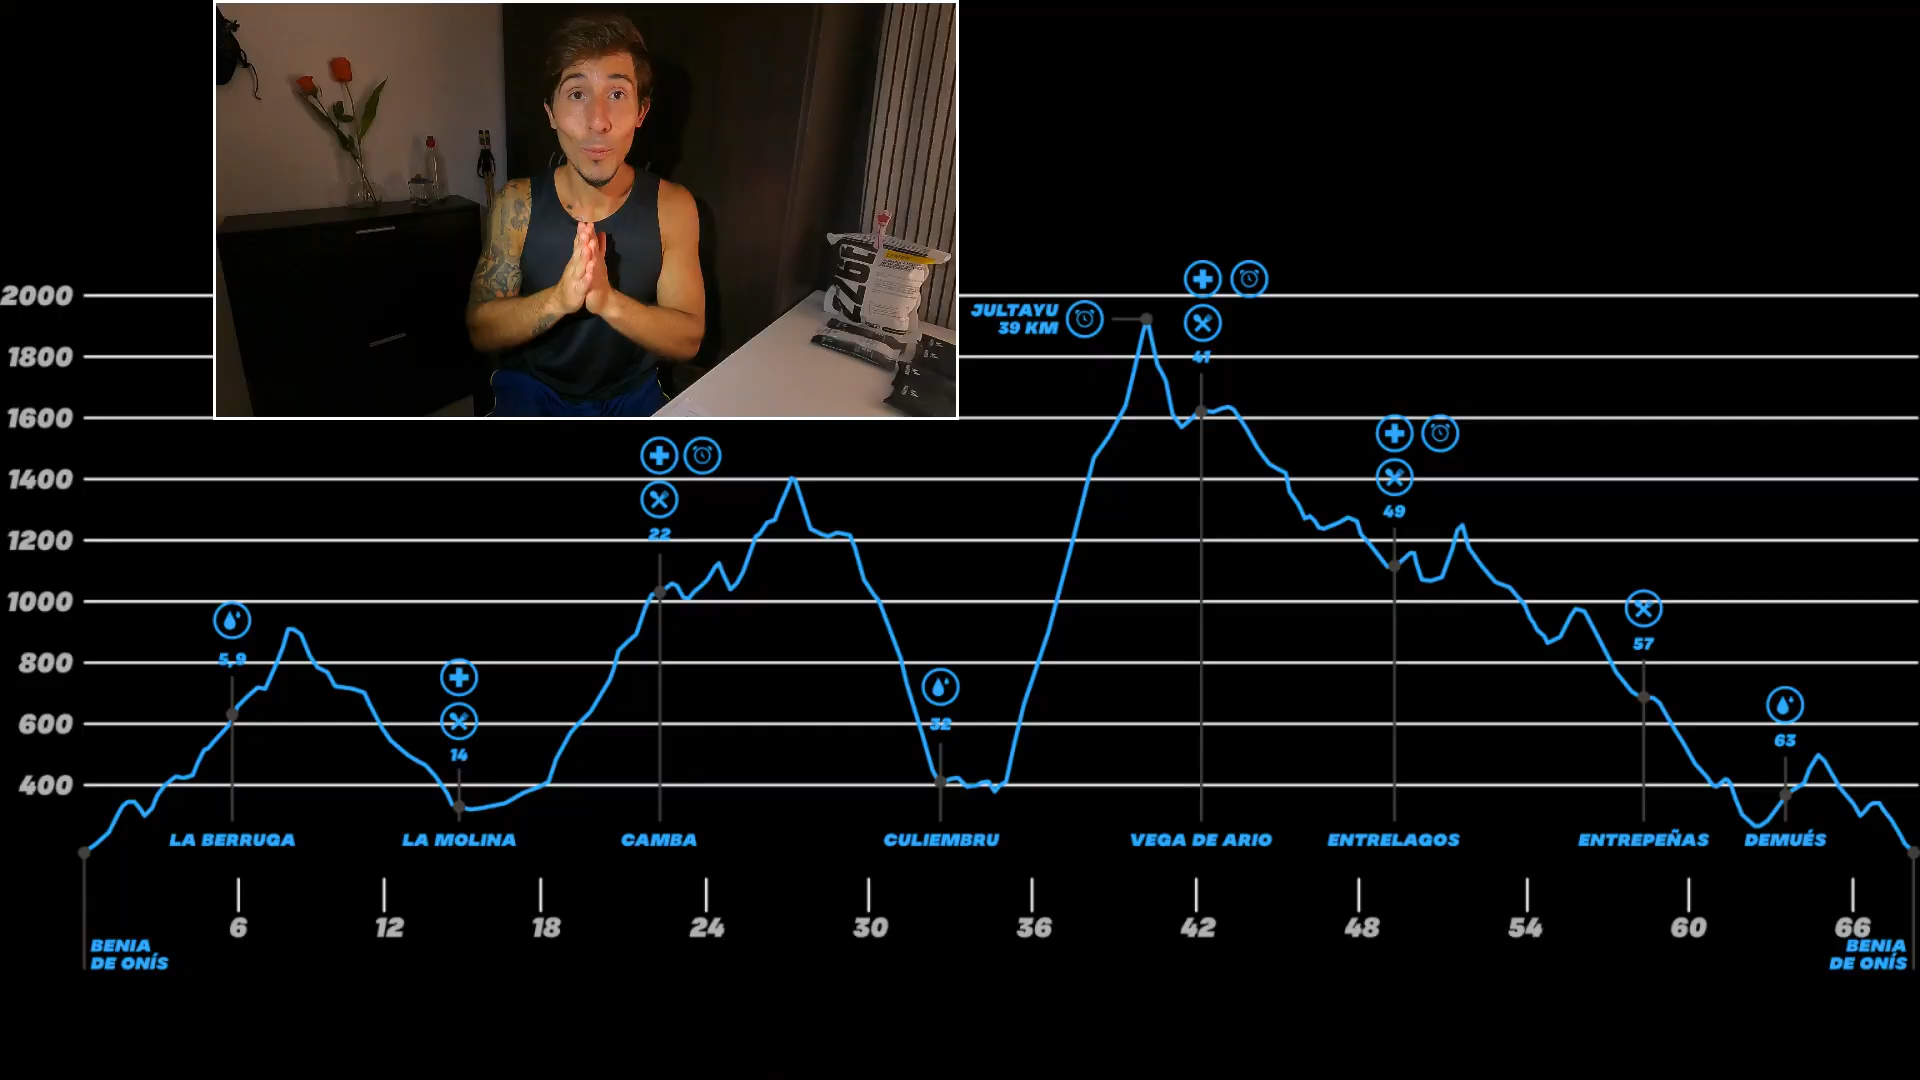 226E
2000
JULTAYU
39 KM
1800
41
1600
1400
49
22
1200
1000
57
5,9
800
63
32
14
600
400
LA BERRUGA
LA MOLINA
CAMBA
CULIEMBRU
VEGA DE ARIO
ENTRELAGOS
ENTREPEÑAS
DEMUÉS
6
12
18
24
30
36
42
48
54
60
66
BENIA
DE ONÍS
BENIA
DE ONÍS